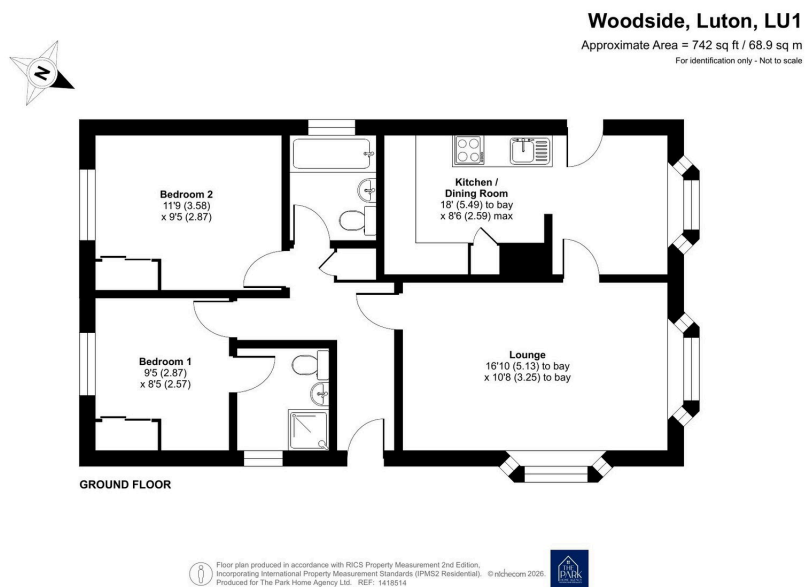 Woodside, Luton, LU1
Approximate Area = 742 sq ft / 68.9 sq m
For identification only - Not to scale
N
Bedroom 2
11'9 (3.58)
x 9'5 (2.87)
Kitchen /
Dining Room
18' (5.49) to bay
x 8'6 (2.59) max
Bedroom 1
9'5 (2.87)
x 8'5 (2.57)
Lounge
16'10 (5.13) to bay
x 10'8 (3.25) to bay
GROUND FLOOR
Floor plan produced in accordance with RICS Property Measurement 2nd Edition,
Incorporating International Property Measurement Standards (IPMS2 Residential). © nichecom 2026.
Produced for The Park Home Agency Ltd. REF: 1418514
THE
PARK